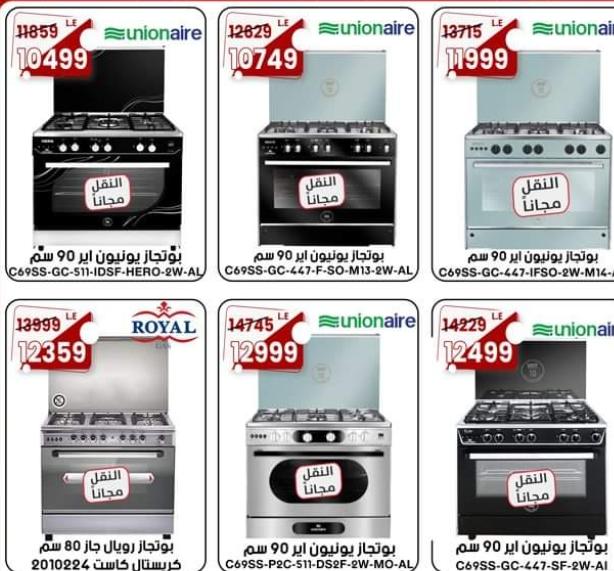 11859 LE
10499
unionaire
النقل
مجاناً
بوتجاز يونيون اير 90 سم
C69SS-GC-511-IDSF-HERO-2W-AL
12629 LE
10749
unionaire
النقل
مجاناً
بوتجاز يونيون اير 90 سم
C69SS-GC-447-F-SO-M13-2W-AL
13715 LE
11999
unionai
النقل
مجاناً
بوتجاز يونيون اير 90 سم
C69SS-GC-447-IFSO-2W-M14-
13999 LE
12359
ROYAL
GAS
النقل
مجاناً
بوتجاز رويال جاز 80 سم
كريستال كاست 2010224
14745 LE
12999
unionaire
النقل
مجاناً
بوتجاز يونيون اير 90 سم
C69SS-P2C-511-DS2F-2W-MO-AL
14229 LE
12499
unionai
النقل
مجاناً
بوتجاز يونيون اير 90 سم
C69SS-GC-447-SF-2W-Al